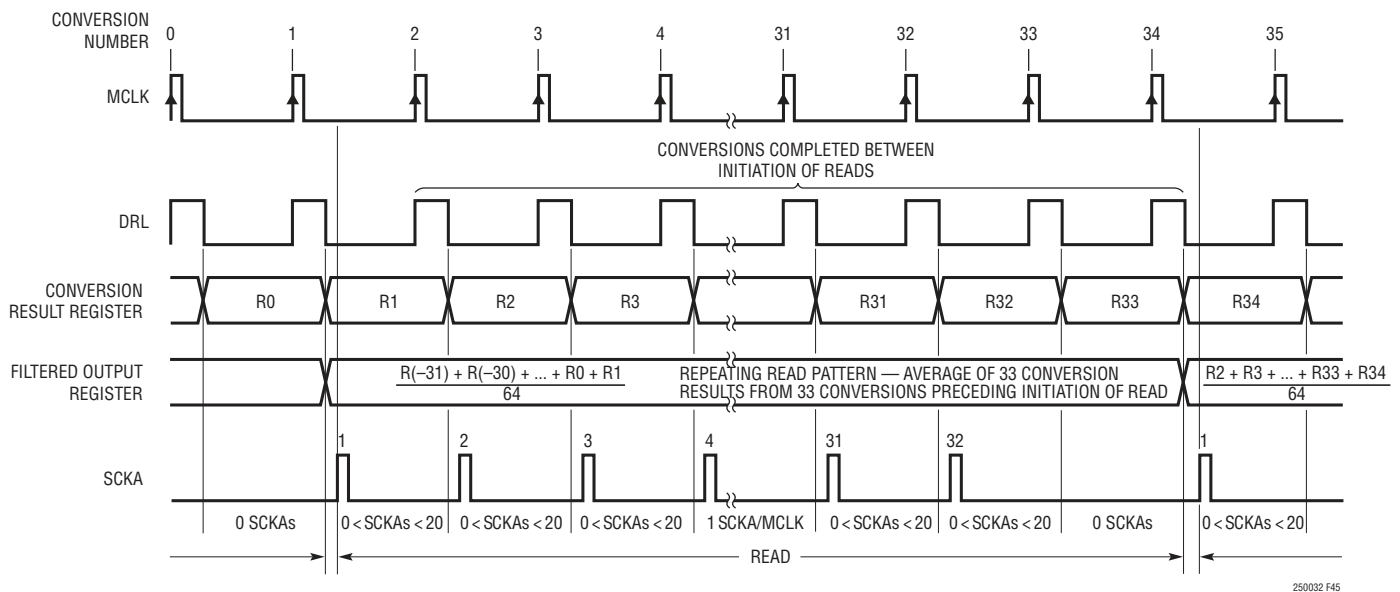 CONVERSION
NUMBER
0 1 2 3 4 31 32 33 34 35
MCLK
CONVERSIONS COMPLETED BETWEEN
INITIATION OF READS
DRL
CONVERSION
RESULT REGISTER
R0 R1 R2 R3 R31 R32 R33 R34
FILTERED OUTPUT
REGISTER
R(–31) + R(–30) + ... + R0 + R1
64
REPEATING READ PATTERN — AVERAGE OF 33 CONVERSION
RESULTS FROM 33 CONVERSIONS PRECEDING INITIATION OF READ
R2 + R3 + ... + R33 + R34
64
1 2 3 4 31 32 1
SCKA
0 SCKAs 0 < SCKAs < 20 0 < SCKAs < 20 0 < SCKAs < 20 1 SCKA/MCLK 0 < SCKAs < 20 0 < SCKAs < 20 0 SCKAs 0 < SCKAs < 20
READ
250032 F45